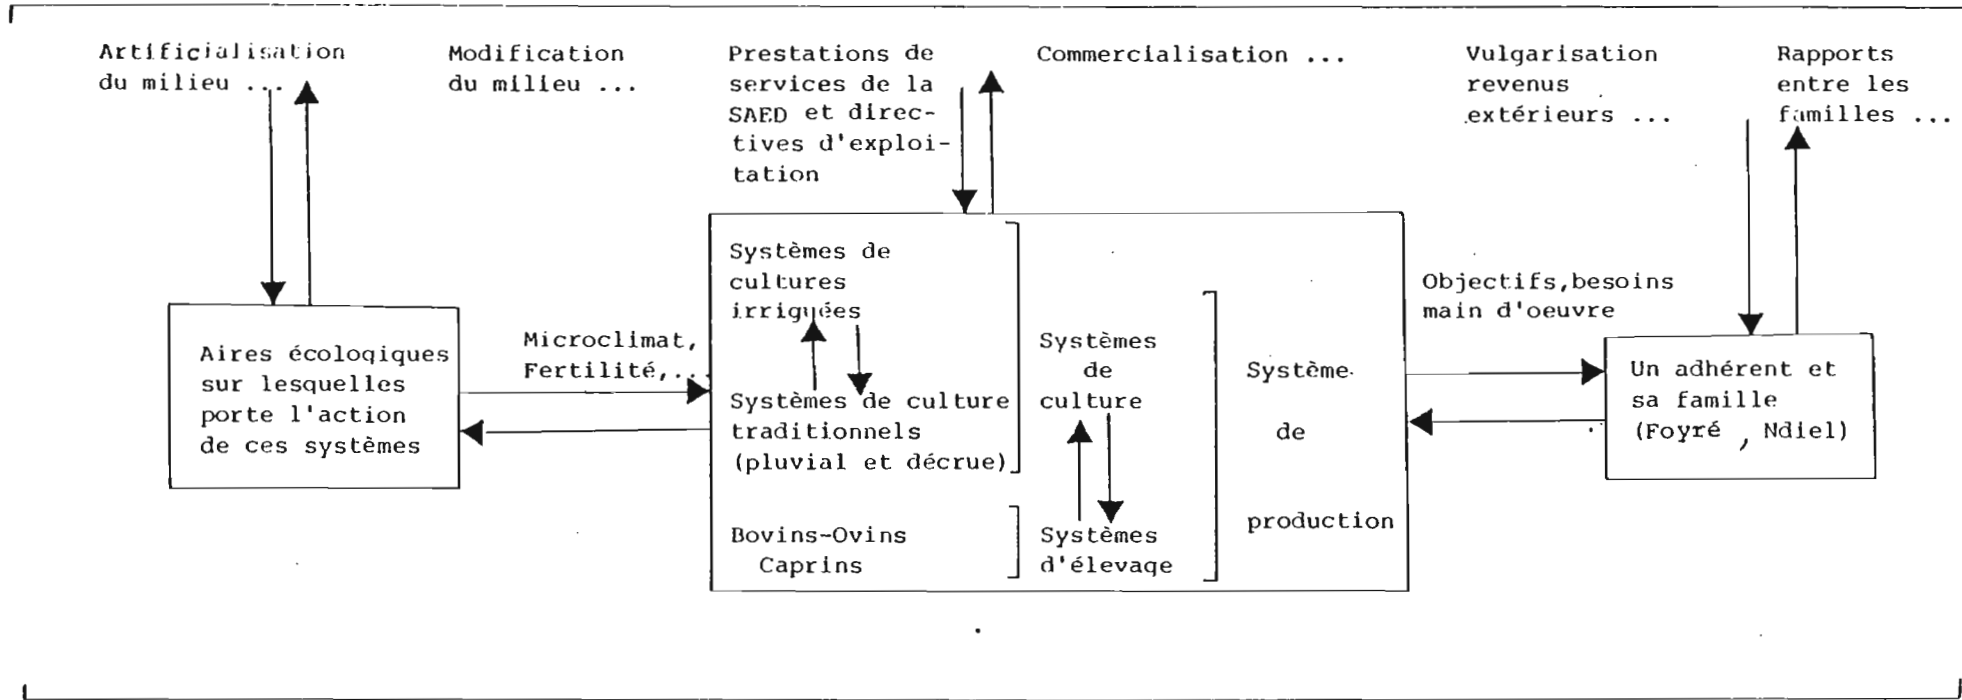 Artificialisation
du milieu ...
Modification
du milieu ...
Prestations de
services de la
SAED et direc-
tives d'exploi-
tation
Commercialisation ...
Vulgarisation
revenus
extérieurs ...
Rapports
entre les
familles ...
Aires écologiques
sur lesquelles
porte l'action
de ces systèmes
Microclimat,
Fertilité,...
Systèmes de
cultures
irriguées
Systèmes de culture
traditionnels
(pluvial et décrue)
Bovins-Ovins
Caprins
Systèmes
de
culture
Systèmes
d'élevage
Système
de
production
Objectifs,besoins
main d'oeuvre
Un adhérent et
sa famille
(Foyré , Ndiel)